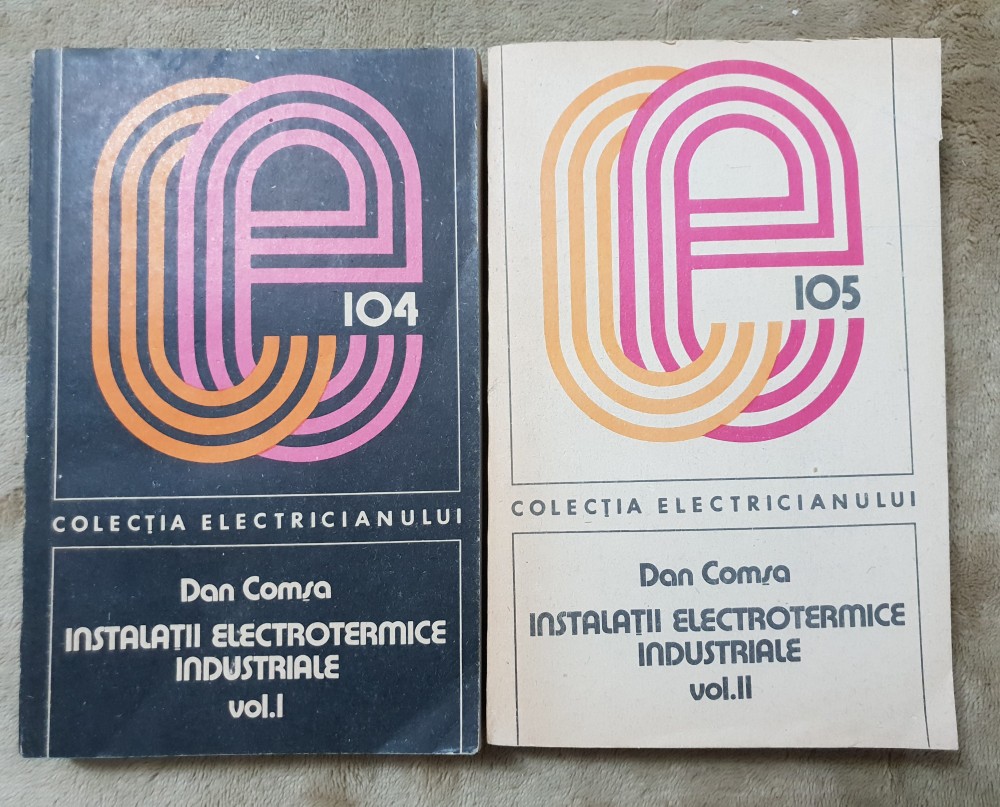 104
COLECȚIA ELECTRICIANULUI
Dan Comșa
INSTALAȚII ELECTROTERMICE
INDUSTRIALE
vol.I
105
COLECȚIA ELECTRICIANULUI
Dan Comșa
INSTALAȚII ELECTROTERMICE
INDUSTRIALE
vol.II